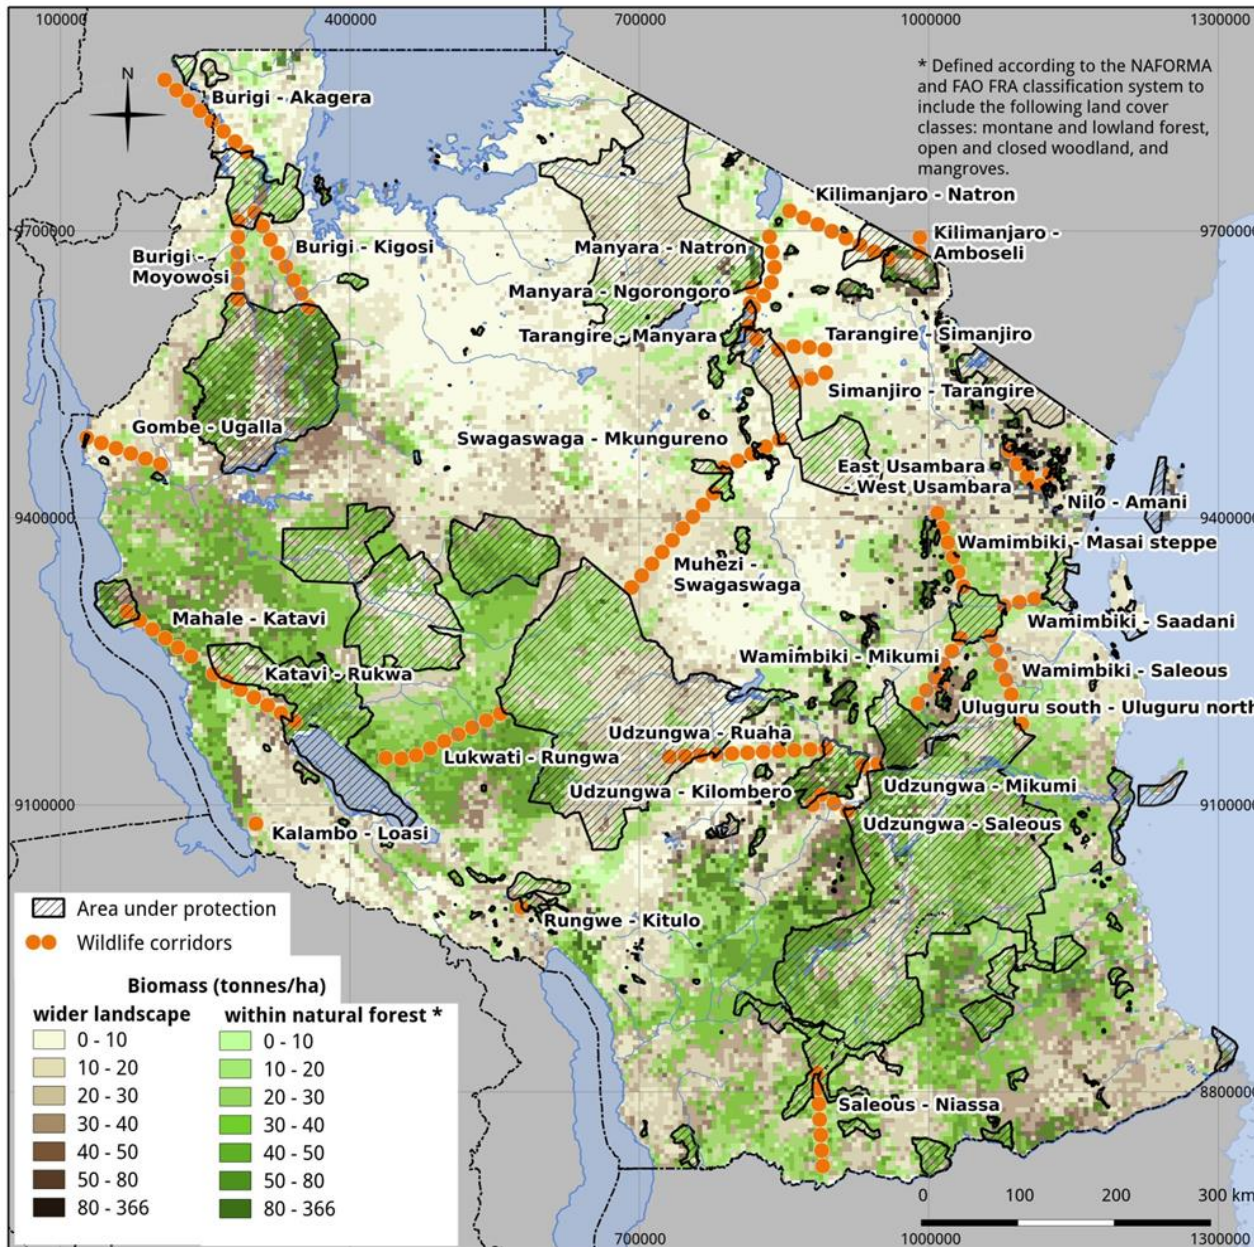 100000
400000
700000
1000000
1300000
N
* Defined according to the NAFORMA
and FAO FRA classification system to
include the following land cover
classes: montane and lowland forest,
open and closed woodland, and
mangroves.
Burigi - Akagera
Kilimanjaro - Natron
9700000
Burigi -
Moyowosi
Burigi - Kigosi
Manyara - Natron
Kilimanjaro -
Amboseli
9700000
Manyara - Ngorongoro
Tarangire - Manyara
Tarangire - Simanjiro
Simanjiro - Tarangire
Gombe - Ugalla
Swagaswaga - Mkungureno
East Usambara
- West Usambara
Nilo - Amani
9400000
9400000
Wamimbiki - Masai steppe
Muhezi -
Swagaswaga
Mahale - Katavi
Wamimbiki - Saadani
Katavi - Rukwa
Wamimbiki - Mikumi
Wamimbiki - Saleous
Uluguru south - Uluguru north
Udzungwa - Ruaha
Lukwati - Rungwa
Udzungwa - Kilombero
Udzungwa - Mikumi
9100000
9100000
Udzungwa - Saleous
Kalambo - Loasi
Rungwe - Kitulo
Area under protection
Wildlife corridors
Biomass (tonnes/ha)
wider landscape
within natural forest *
0 - 10
0 - 10
10 - 20
10 - 20
20 - 30
20 - 30
30 - 40
30 - 40
40 - 50
40 - 50
50 - 80
50 - 80
80 - 366
80 - 366
8800000
Saleous - Niassa
0
100
200
300 km
700000
1000000